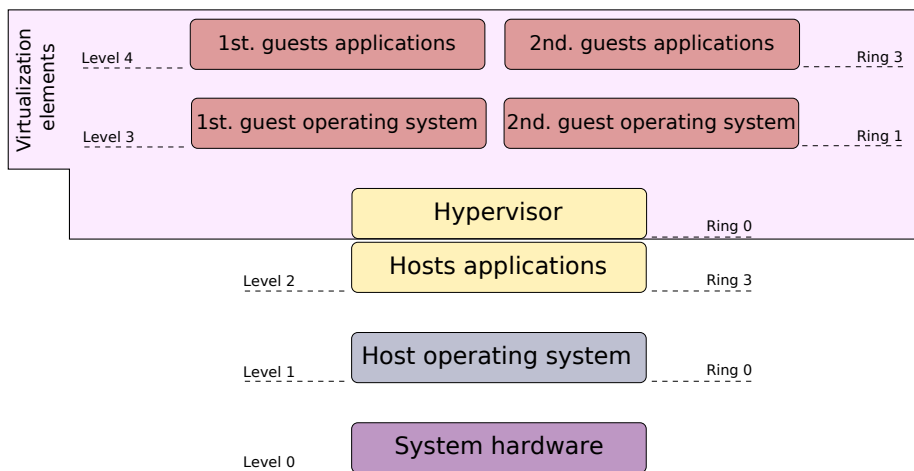 Virtualization
elements
Level 4
1st. guests applications
2nd. guests applications
Ring 3
Level 3
1st. guest operating system
2nd. guest operating system
Ring 1
Hypervisor
Ring 0
Level 2
Hosts applications
Ring 3
Level 1
Host operating system
Ring 0
Level 0
System hardware